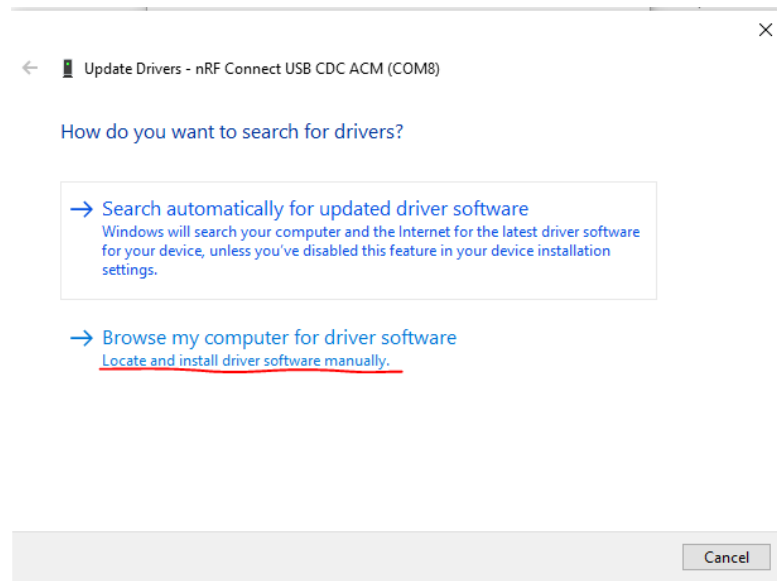 Update Drivers - nRF Connect USB CDC ACM (COM8)
How do you want to search for drivers?
Search automatically for updated driver software
Windows will search your computer and the Internet for the latest driver software
for your device, unless you've disabled this feature in your device installation
settings.
Browse my computer for driver software
Locate and install driver software manually.
Cancel